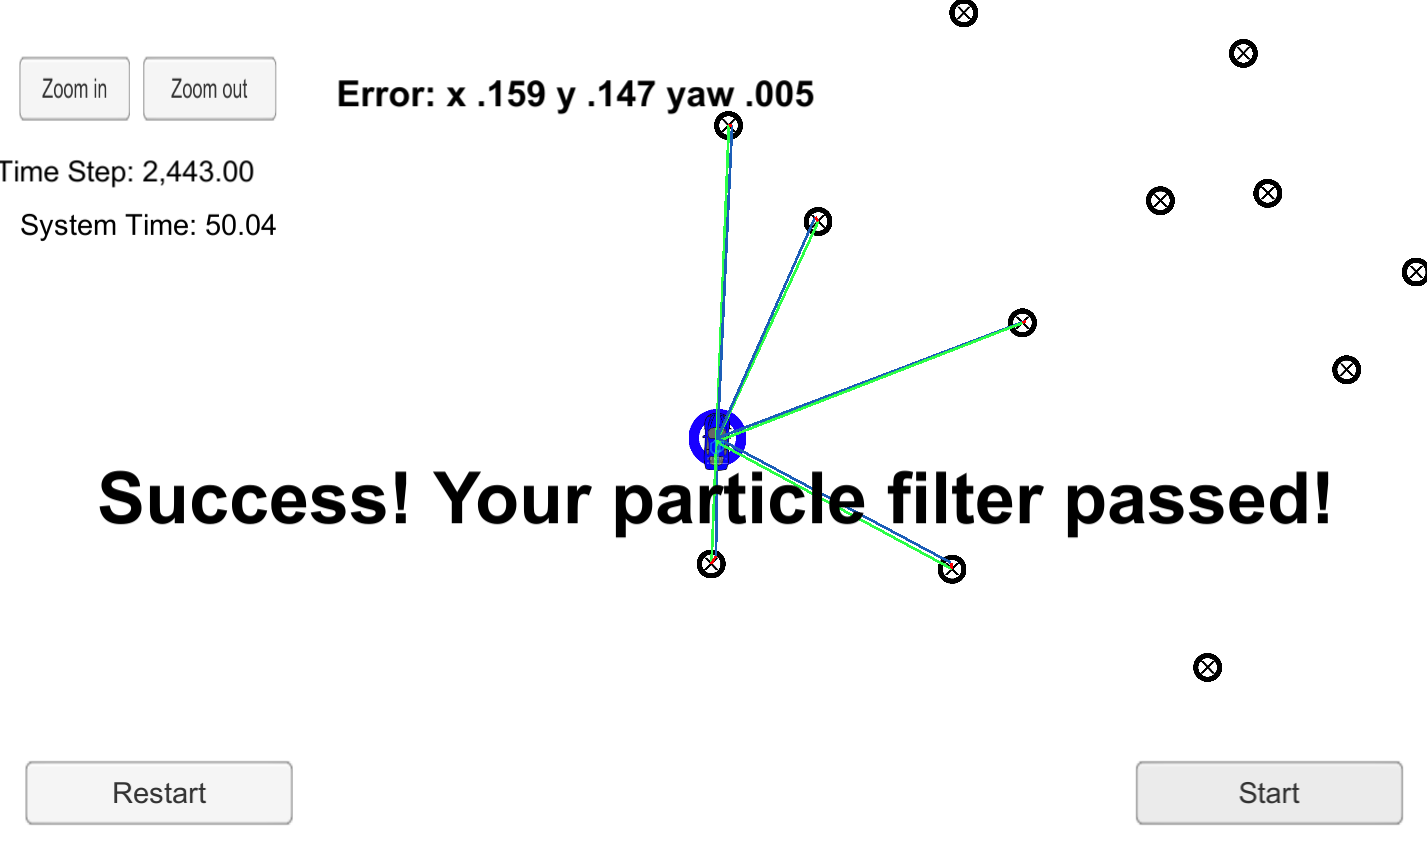 Zoom in
Zoom out
Error: x .159 y .147 yaw .005
Time Step: 2,443.00
System Time: 50.04
Success! Your particle filter passed!
Restart
Start